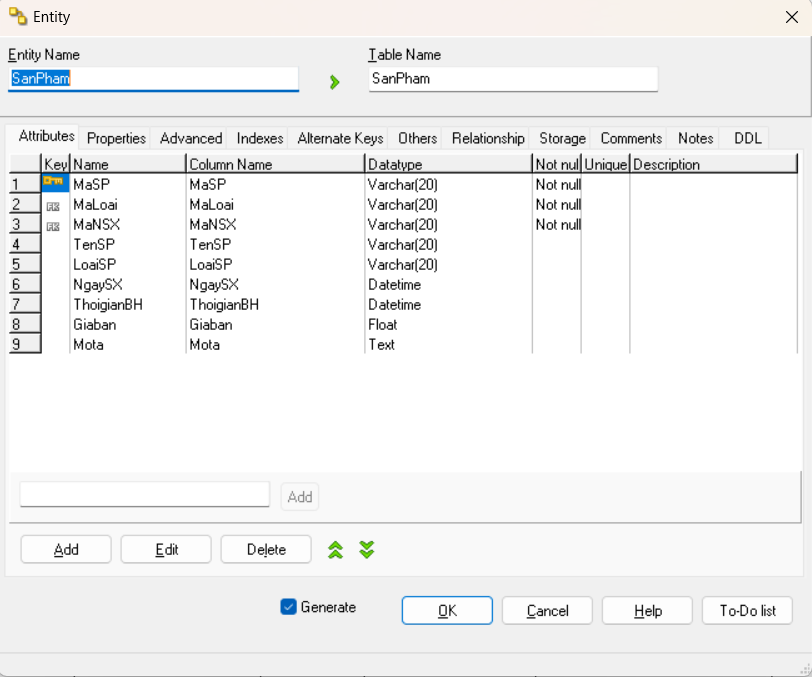 Entity
Entity Name Table Name
SanPham SanPham
Attributes Properties Advanced Indexes Alternate Keys Others Relationship Storage Comments Notes DDL
Key Name Column Name Datatype Not nul Unique Description
1 MaSP MaSP Varchar(20) Not null
2 FK MaLoai MaLoai Varchar(20) Not null
3 FK MaNSX MaNSX Varchar(20) Not null
4 TenSP TenSP Varchar(20)
5 LoaiSP LoaiSP Varchar(20)
6 NgaySX NgaySX Datetime
7 ThoigianBH ThoigianBH Datetime
8 Giaban Giaban Float
9 Mota Mota Text
Add
Add Edit Delete
Generate OK Cancel Help To-Do list